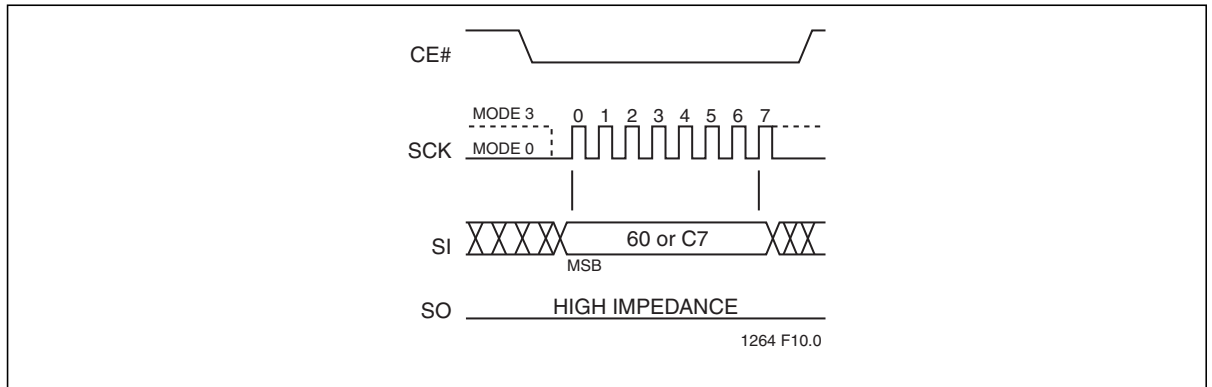 CE#
MODE 3
0 1 2 3 4 5 6 7
SCK
MODE 0
SI
60 or C7
MSB
SO
HIGH IMPEDANCE
1264 F10.0